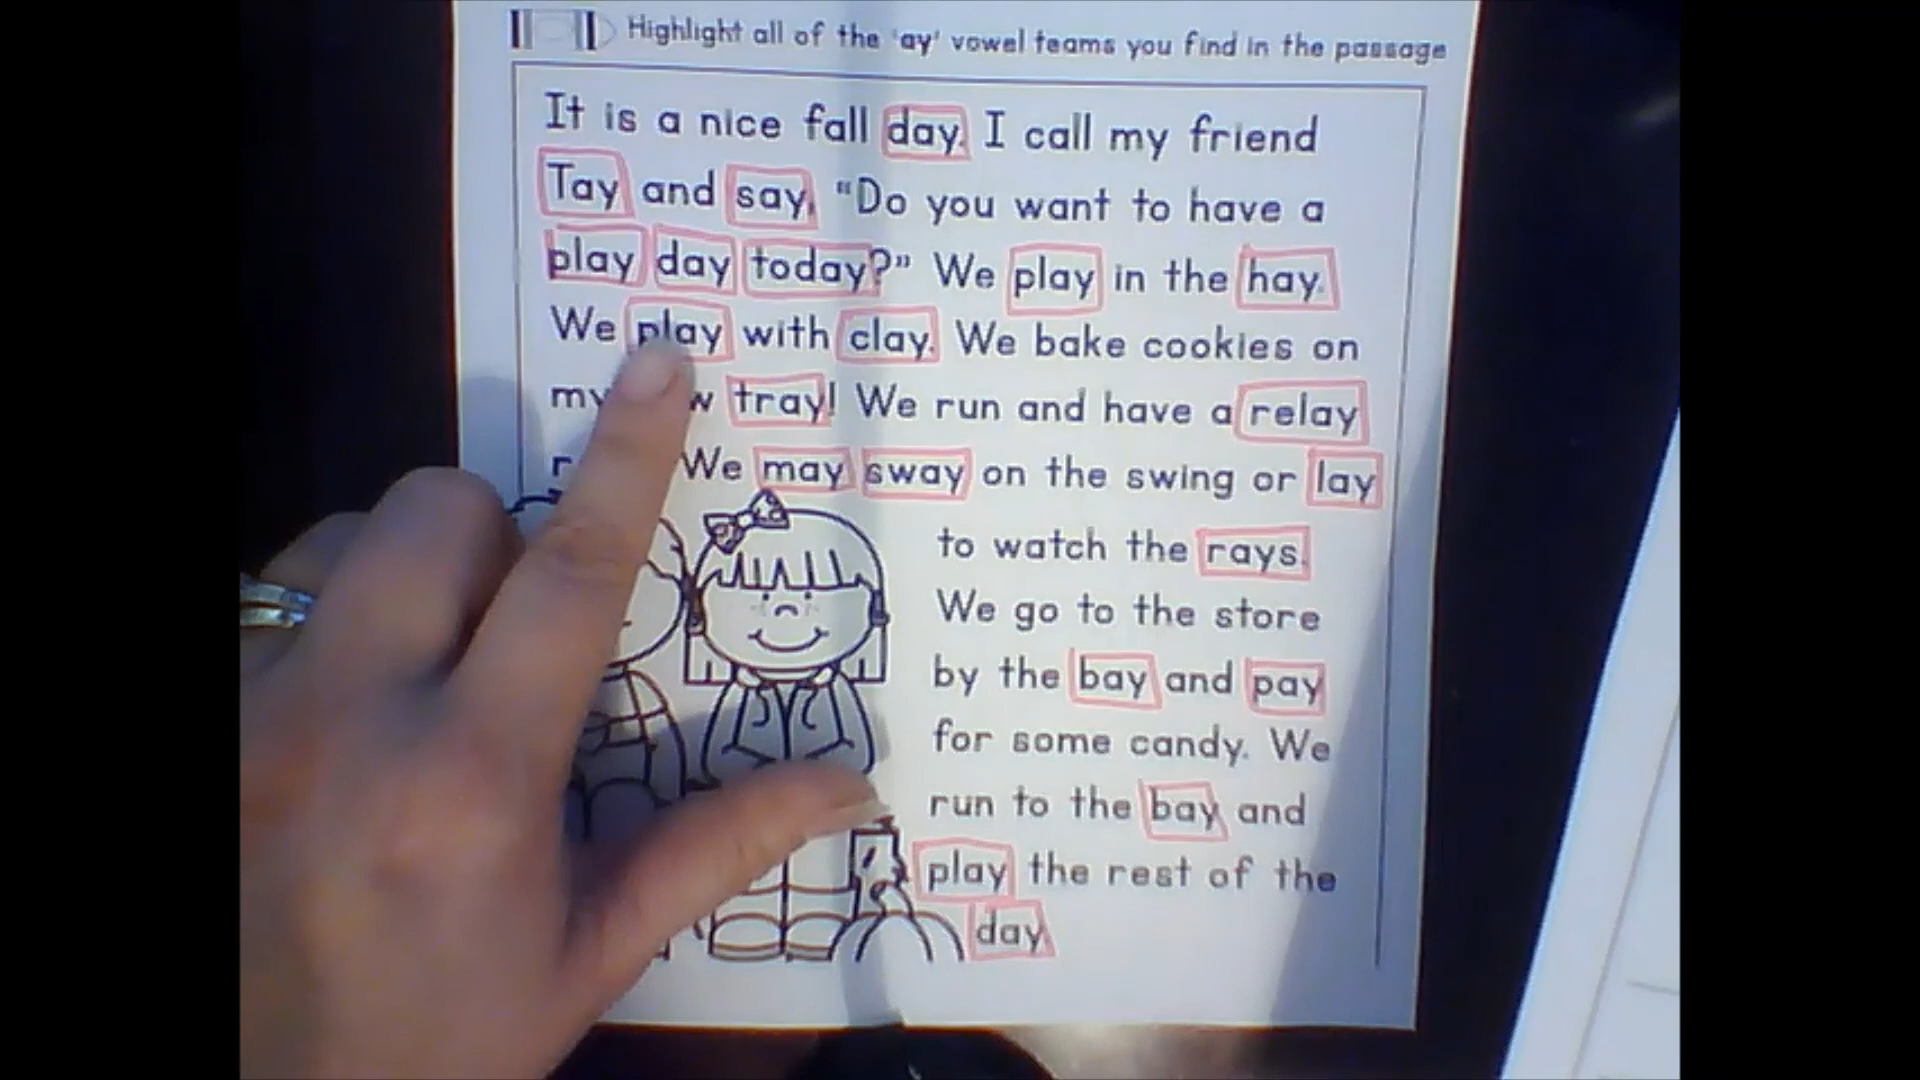 Highlight all of the 'ay' vowel teams you find in the passage
It is a nice fall day. I call my friend
Tay and say, "Do you want to have a
play day today?" We play in the hay.
We play with clay. We bake cookies on
my tray! We run and have a relay
We may sway on the swing or lay
to watch the rays.
We go to the store
by the bay and pay
for some candy. We
run to the bay and
play the rest of the
day